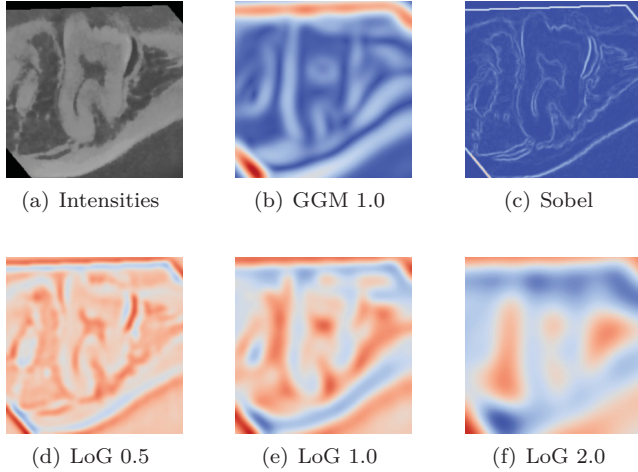 (a) Intensities
(b) GGM 1.0
(c) Sobel
(d) LoG 0.5
(e) LoG 1.0
(f) LoG 2.0